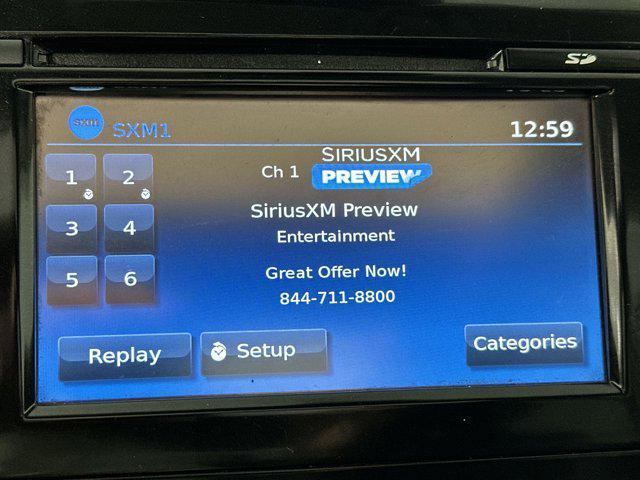 SD
sxm
SXM1
12:59
SIRIUSXM
1 2
Ch 1 PREVIEW
3 4
SiriusXM Preview
Entertainment
5 6
Great Offer Now!
844-711-8800
Replay
Setup
Categories